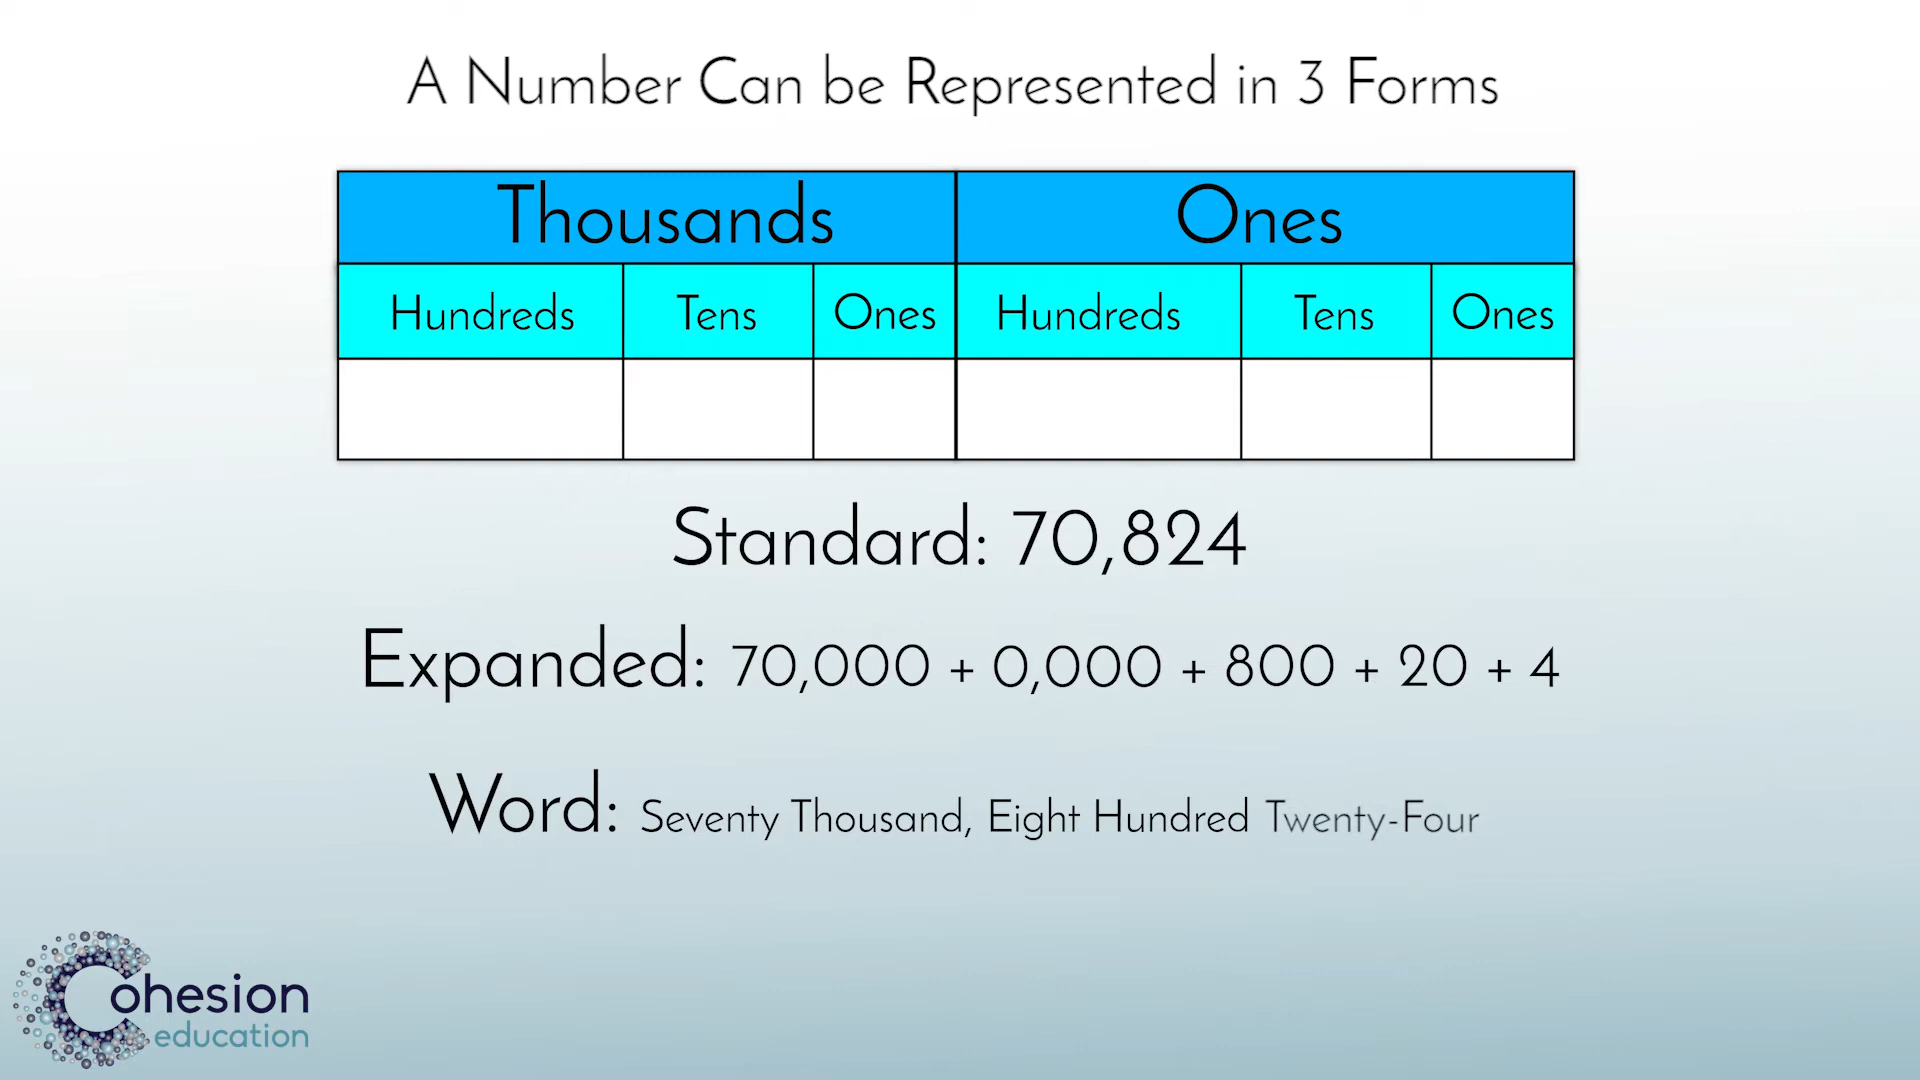 A Number Can be Represented in 3 Forms
Thousands Ones
Hundreds Tens Ones Hundreds Tens Ones
Standard: 70,824
Expanded: 70,000 + 0,000 + 800 + 20 + 4
Word: Seventy Thousand, Eight Hundred Twenty-Four
Cohesion
education